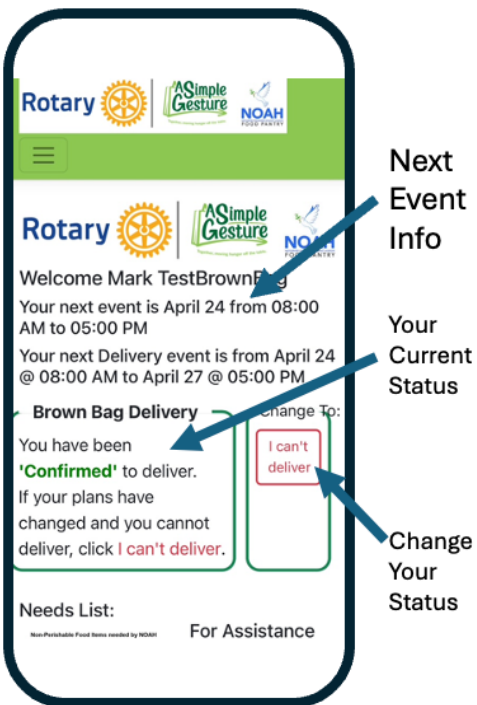 Rotary
ASimple
Gesture
NOAH
FOOD PANTRY
Rotary
ASimple
Gesture
NOAH
Welcome Mark TestBrownBag
Your next event is April 24 from 08:00
AM to 05:00 PM
Your next Delivery event is from April 24
@ 08:00 AM to April 27 @ 05:00 PM
Brown Bag Delivery
Change To:
You have been
'Confirmed' to deliver.
If your plans have
changed and you cannot
deliver, click I can't deliver.
I can't
deliver
Needs List:
Non-Perishable Food Items needed by NOAH
For Assistance
Next
Event
Info
Your
Current
Status
Change
Your
Status